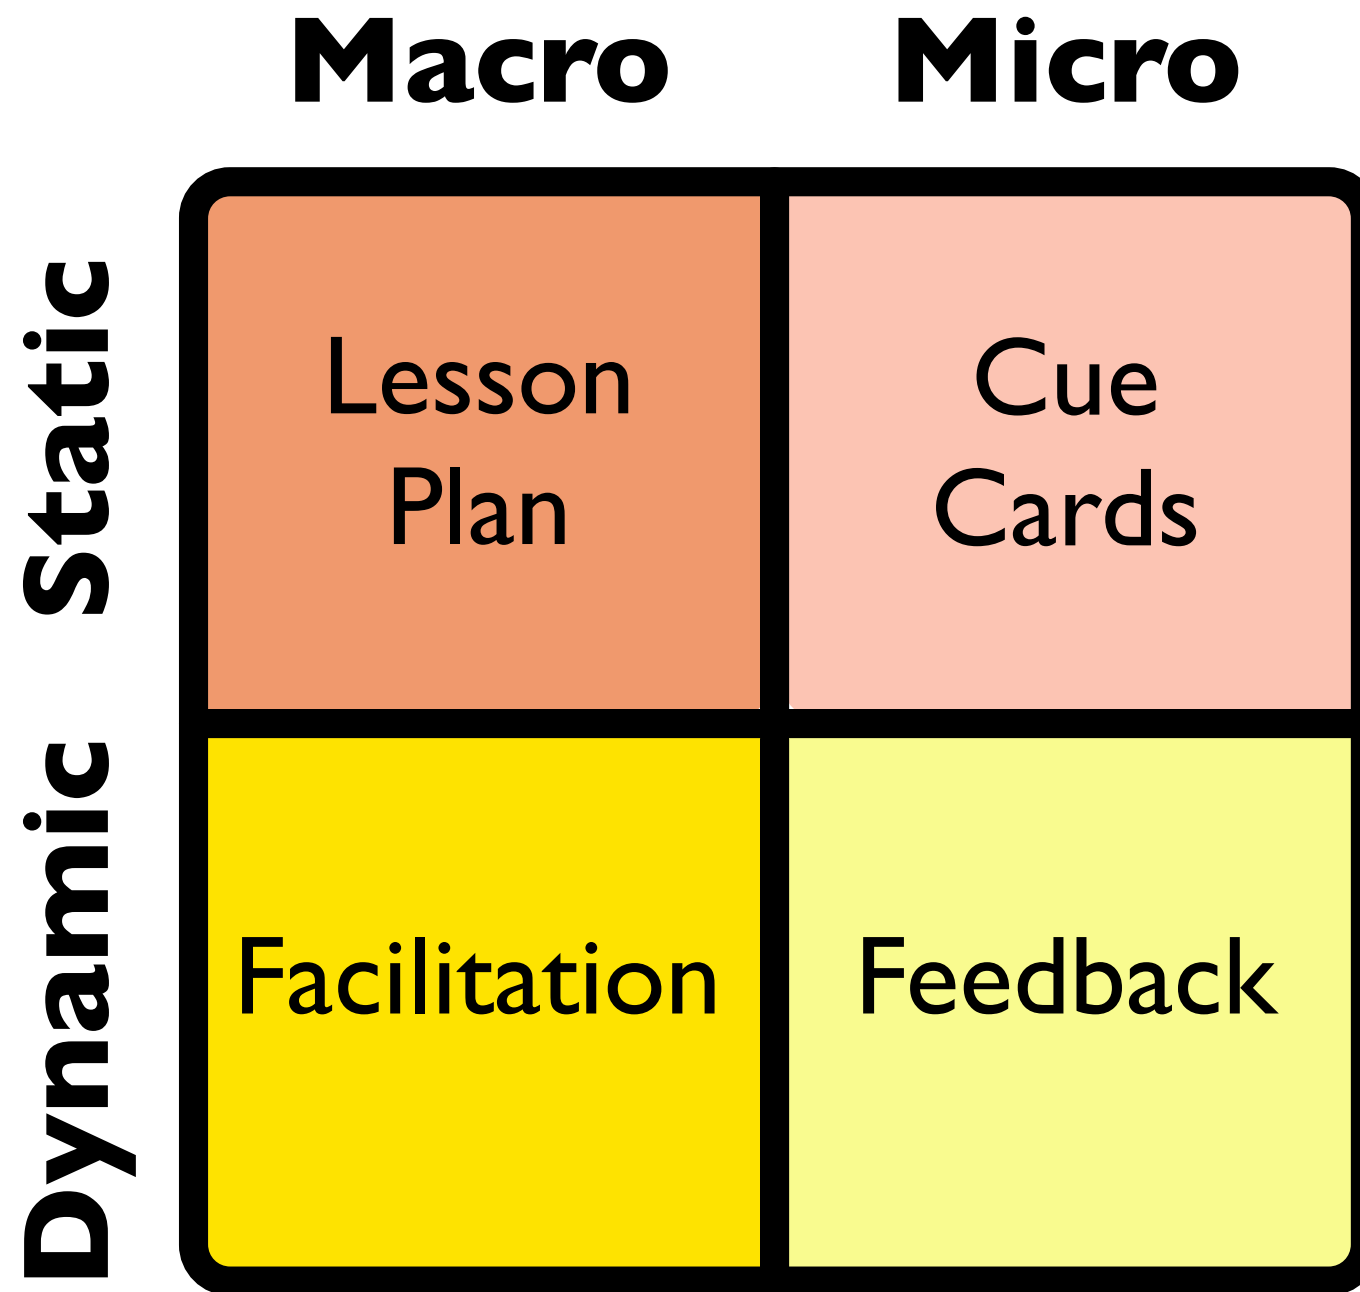 Macro Micro
Static
Lesson
Plan
Cue
Cards
Dynamic
Facilitation
Feedback